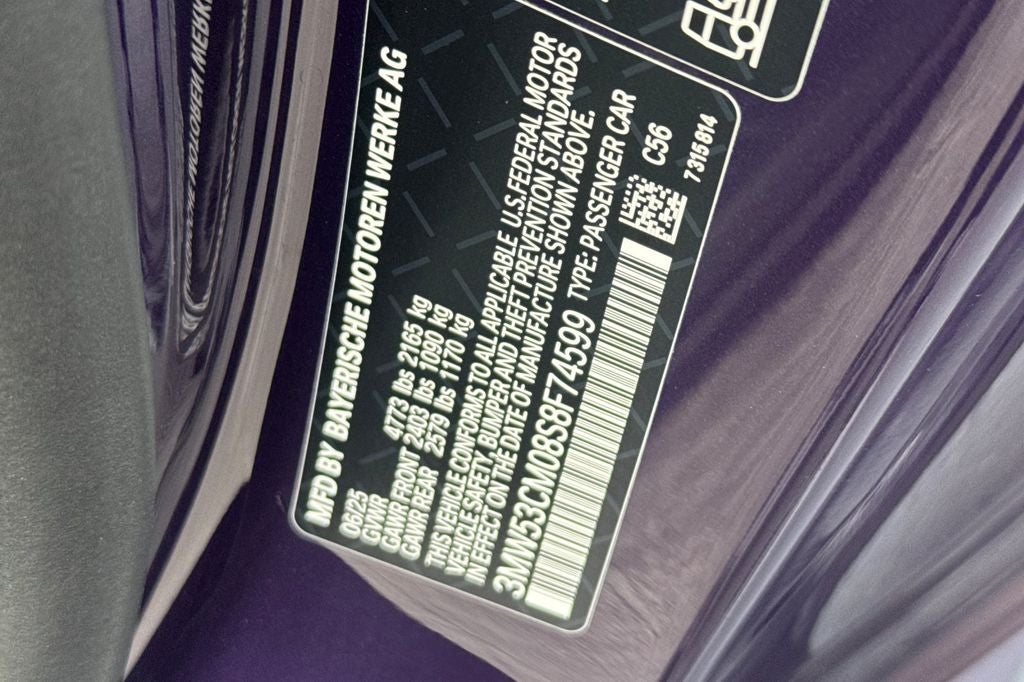 MFD BY BAYERISCHE MOTOREN WERKE AG
06/25
GVWR 4773 lbs 2165 kg
GAWR FRONT 2403 lbs 1090 kg
GAWR REAR 2579 lbs 1170 kg
THIS VEHICLE CONFORMS TO ALL APPLICABLE U.S. FEDERAL MOTOR
VEHICLE SAFETY, BUMPER AND THEFT PREVENTION STANDARDS
IN EFFECT ON THE DATE OF MANUFACTURE SHOWN ABOVE.
3MW53CM08S8F74599 TYPE: PASSENGER CAR
C56
7315814